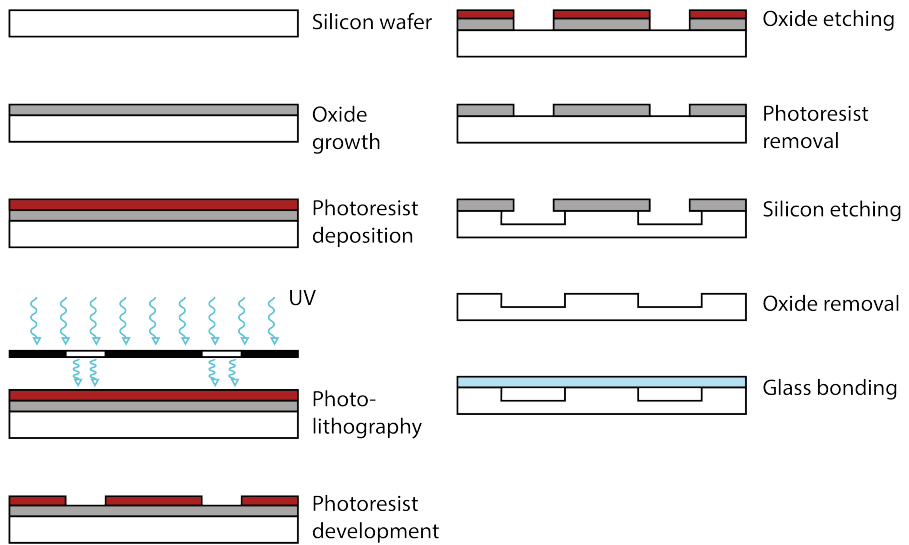 Silicon wafer
Oxide
growth
Photoresist
deposition
UV
Photo-
lithography
Photoresist
development
Oxide etching
Photoresist
removal
Silicon etching
Oxide removal
Glass bonding